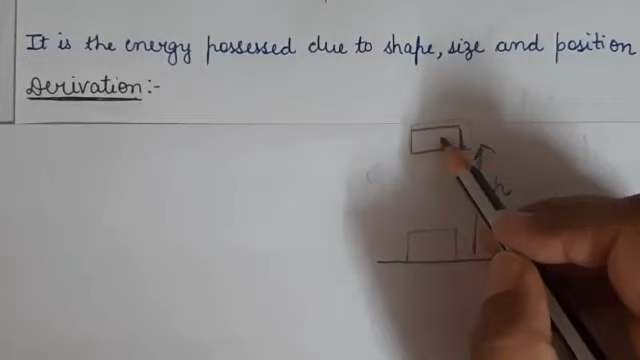 It is the energy possessed due to shape, size and position
Derivation:-
h